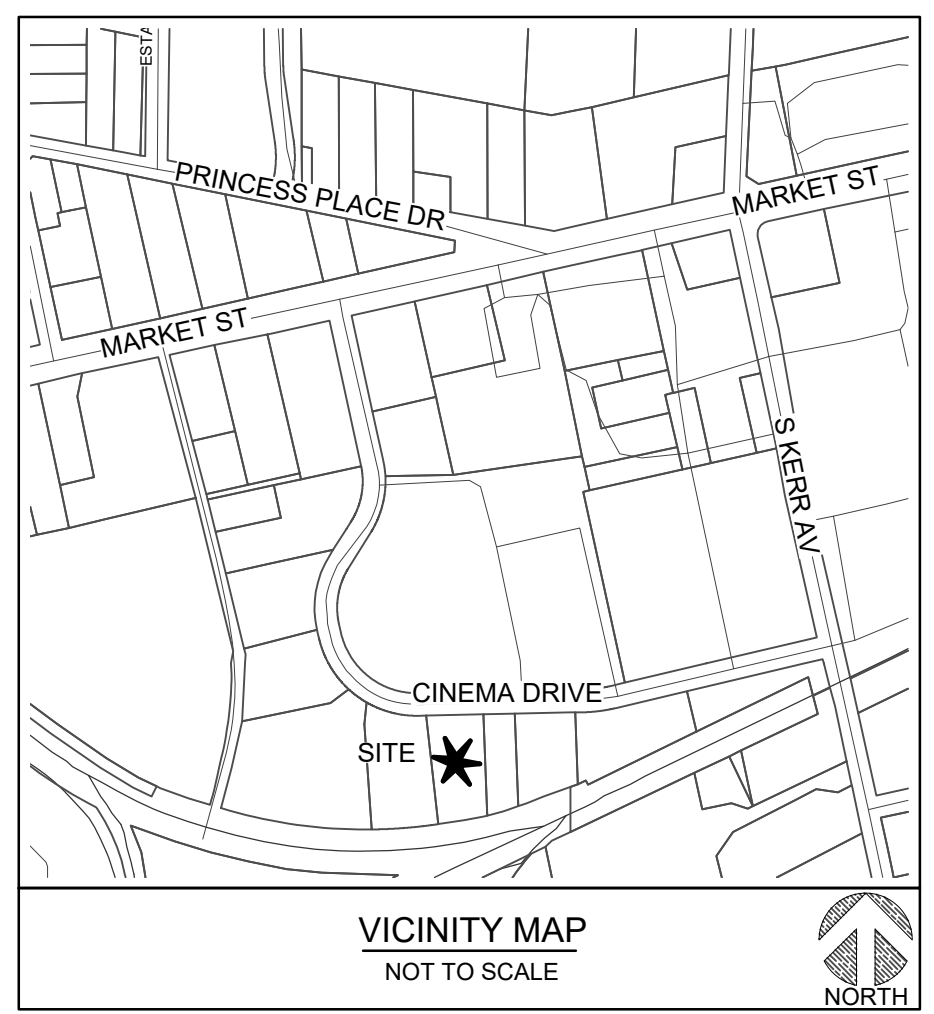 ESTA
PRINCESS PLACE DR
MARKET ST
MARKET ST
S KERR AV
CINEMA DRIVE
SITE
VICINITY MAP
NOT TO SCALE
NORTH